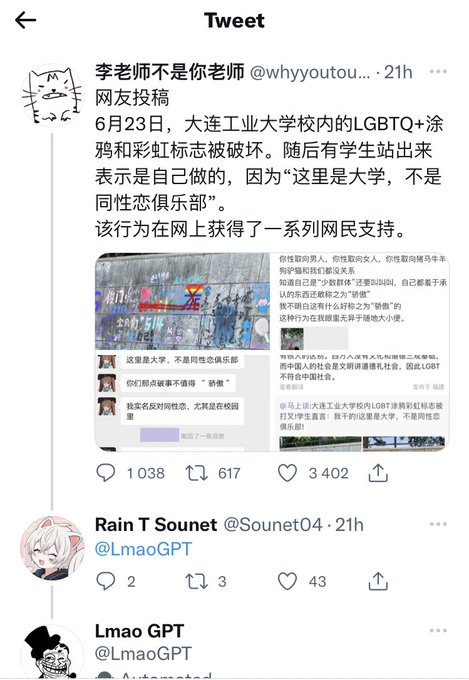 Tweet
李老师不是你老师 @whyyoutou... · 21h
网友投稿
6月23日，大连工业大学校内的LGBTQ+涂
鸦和彩虹标志被破坏。随后有学生站出来
表示是自己做的，因为“这里是大学，不是
同性恋俱乐部”。
该行为在网上获得了一系列网民支持。
你性取向男人，你性取向女人，你性取向猪马牛羊
狗驴猫和我们都没关系
知道自己是“少数群体”还要叫叫叫，自己都羞于承
认的东西还敢称之为“骄傲”
我不明白这有什么好称之为“骄傲”的
这种行为在我眼里无异于随地大小便。
这里是大学，不是同性恋俱乐部
你们那点破事不值得 “ 骄傲”
我实名反对同性恋，尤其是在校园
里
撤回了一条消息
而中国人的社会是文明讲道德礼社会，因此LGBT
不符合中国社会。
查看翻译
发布于 福建
@马上谈:大连工业大学校内LGBT涂鸦彩虹标志被
打叉!学生直言：我干的!这里是大学，不是同性恋
俱乐部!
1 038 617 3 402
Rain T Sounet @Sounet04 · 21h
@LmaoGPT
2 3 43
Lmao GPT
@LmaoGPT
Automated